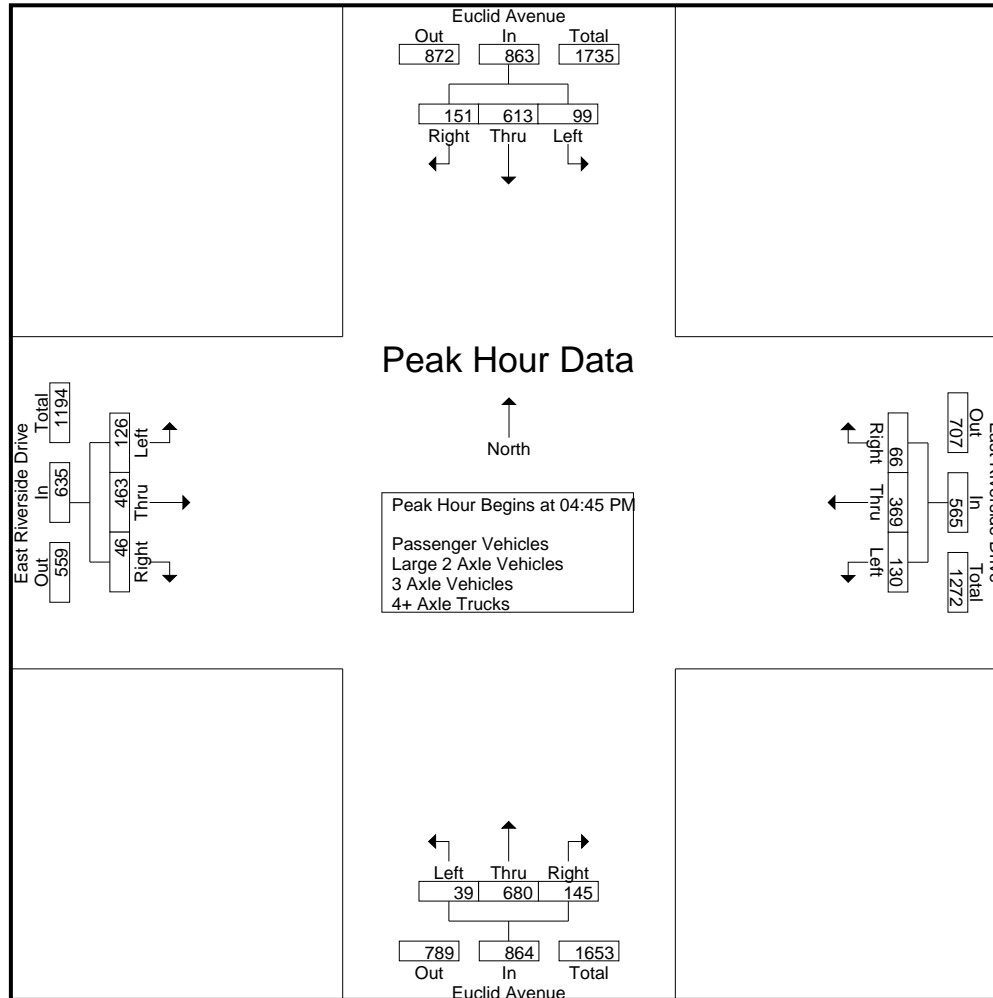 Euclid Avenue
Out In Total
872 863 1735
151 613 99
Right Thru Left
Peak Hour Data
North
Peak Hour Begins at 04:45 PM
Passenger Vehicles
Large 2 Axle Vehicles
3 Axle Vehicles
4+ Axle Trucks
East Riverside Drive
Total In Out
1194 635 559
126 463 46
Left Thru Right
East Riverside Drive
Out In Total
707 565 1272
66 369 130
Right Thru Left
Left Thru Right
39 680 145
789 864 1653
Out In Total
Euclid Avenue